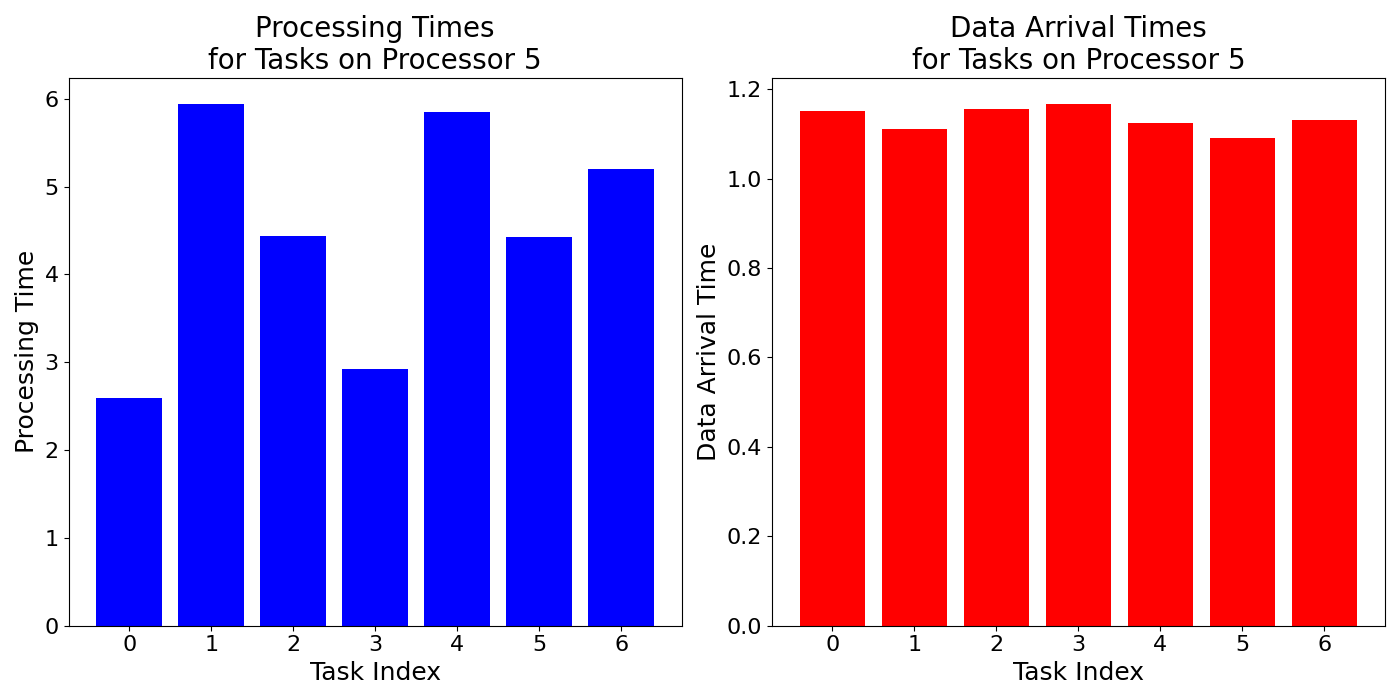 Processing Times
for Tasks on Processor 5
Processing Time
6
5
4
3
2
1
0
0 1 2 3 4 5 6
Task Index
Data Arrival Times
for Tasks on Processor 5
Data Arrival Time
1.2
1.0
0.8
0.6
0.4
0.2
0.0
0 1 2 3 4 5 6
Task Index